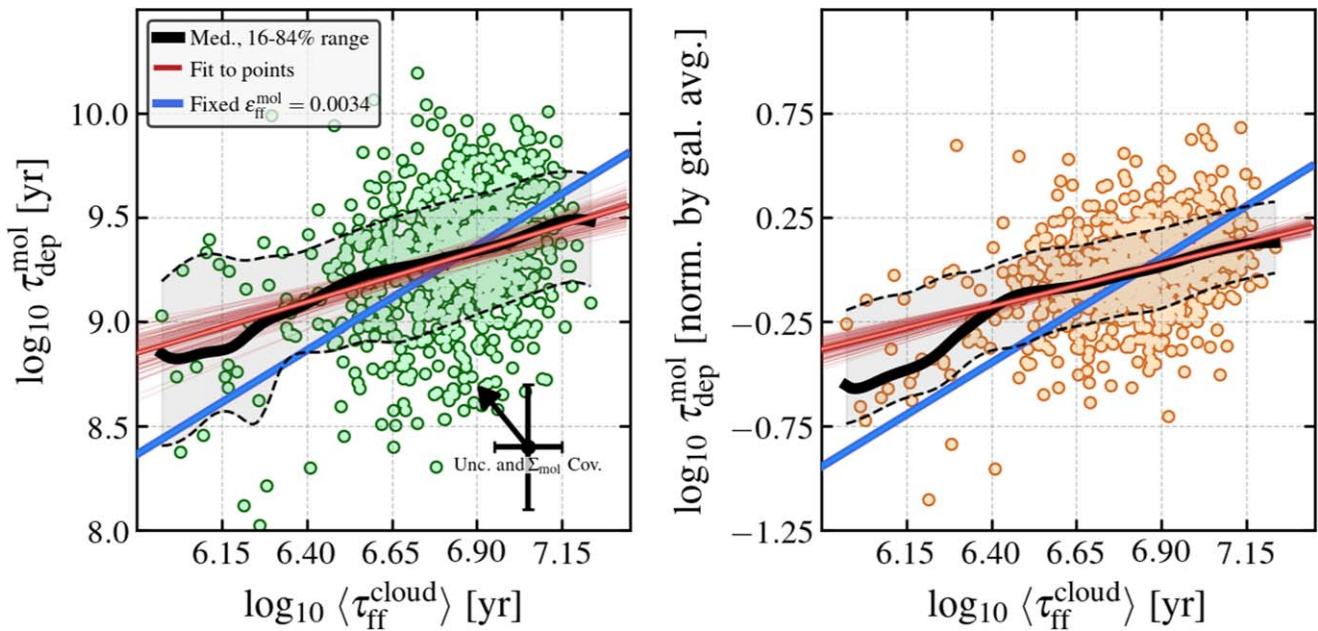 Med., 16-84% range
Fit to points
Fixed ε_ff^mol = 0.0034
log₁₀ τ_dep^mol [yr]
10.0
9.5
9.0
8.5
8.0
Unc. and Σ_mol Cov.
6.15 6.40 6.65 6.90 7.15
log₁₀ ⟨τ_ff^cloud⟩ [yr]
log₁₀ τ_dep^mol [norm. by gal. avg.]
0.75
0.25
−0.25
−0.75
−1.25
6.15 6.40 6.65 6.90 7.15
log₁₀ ⟨τ_ff^cloud⟩ [yr]